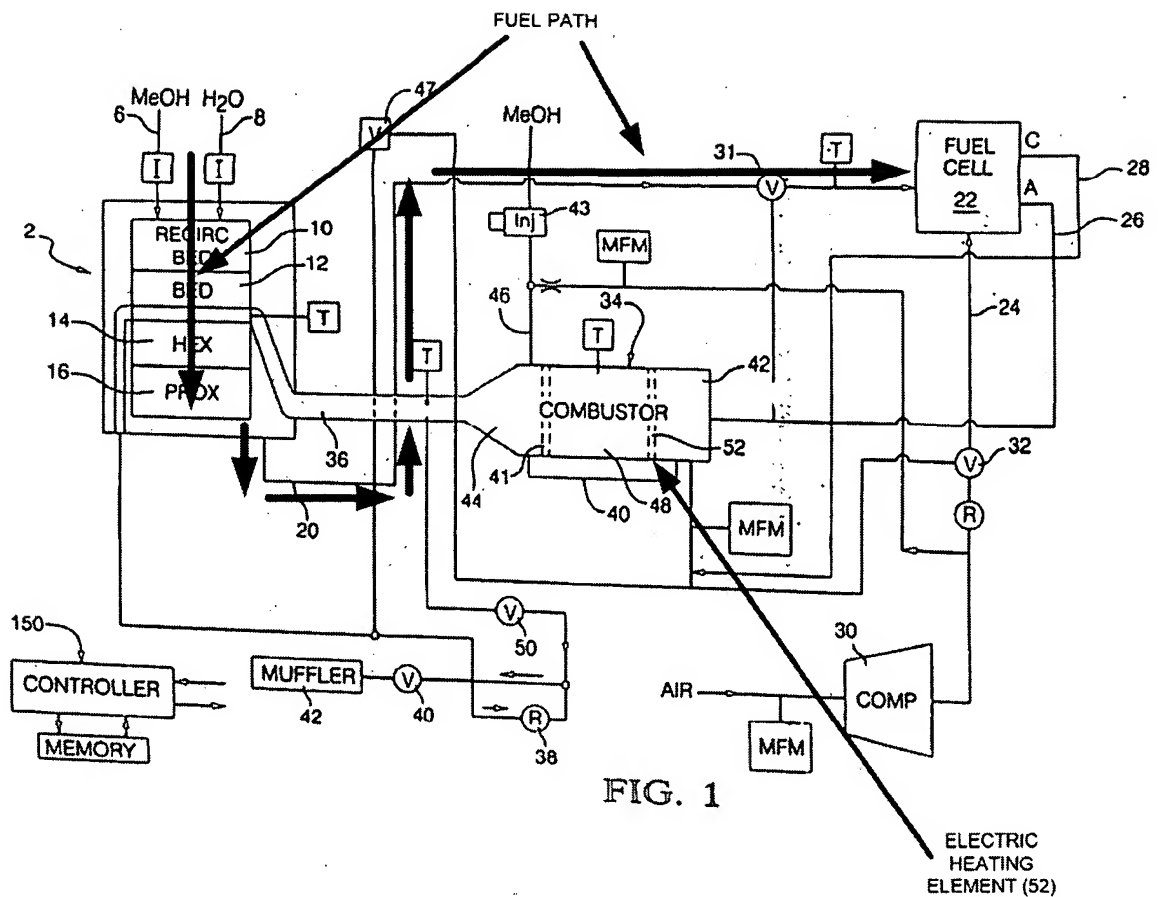 FUEL PATH
MeOH H2O
6
8
I
I
47
V
MeOH
Inj
43
MFM
31
V
T
FUEL
CELL
22
C
A
28
26
2
RECIRC
BED
10
BED
12
T
14
HEX
16
PROX
T
46
34
T
42
COMBUSTOR
24
36
44
41
48
52
40
20
MFM
V
32
R
V
50
150
CONTROLLER
MEMORY
MUFFLER
42
V
40
R
38
AIR
30
COMP
MFM
FIG. 1
ELECTRIC
HEATING
ELEMENT (52)